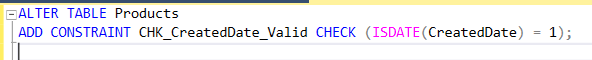 ALTER TABLE Products
ADD CONSTRAINT CHK_CreatedDate_Valid CHECK (ISDATE(CreatedDate) = 1);